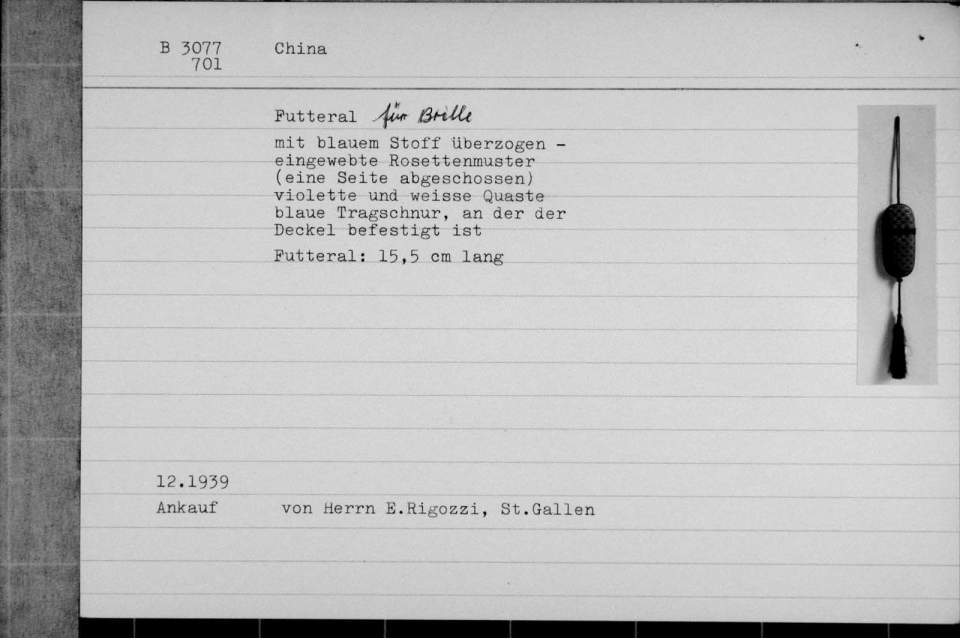 B 3077 China
701
Futteral für Brille
mit blauem Stoff überzogen -
eingewebte Rosettenmuster
(eine Seite abgeschossen)
violette und weisse Quaste
blaue Tragschnur, an der der
Deckel befestigt ist
Futteral: 15,5 cm lang
12.1939
Ankauf von Herrn E.Rigozzi, St.Gallen